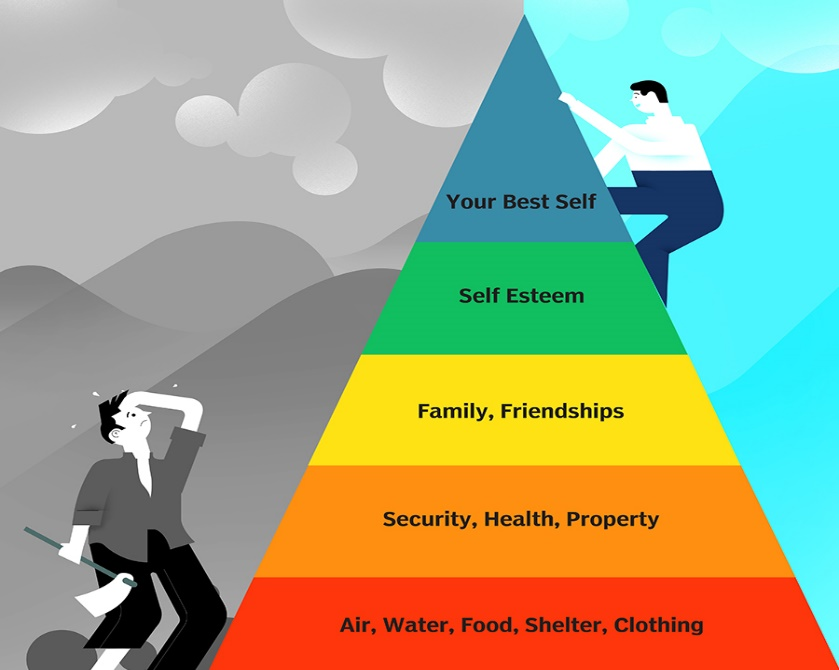 Your Best Self
Self Esteem
Family, Friendships
Security, Health, Property
Air, Water, Food, Shelter, Clothing